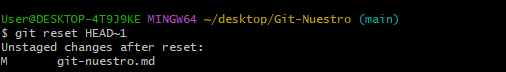 User@DESKTOP-4T9J9KE MINGW64 ~/desktop/Git-Nuestro (main)
$ git reset HEAD~1
Unstaged changes after reset:
M       git-nuestro.md